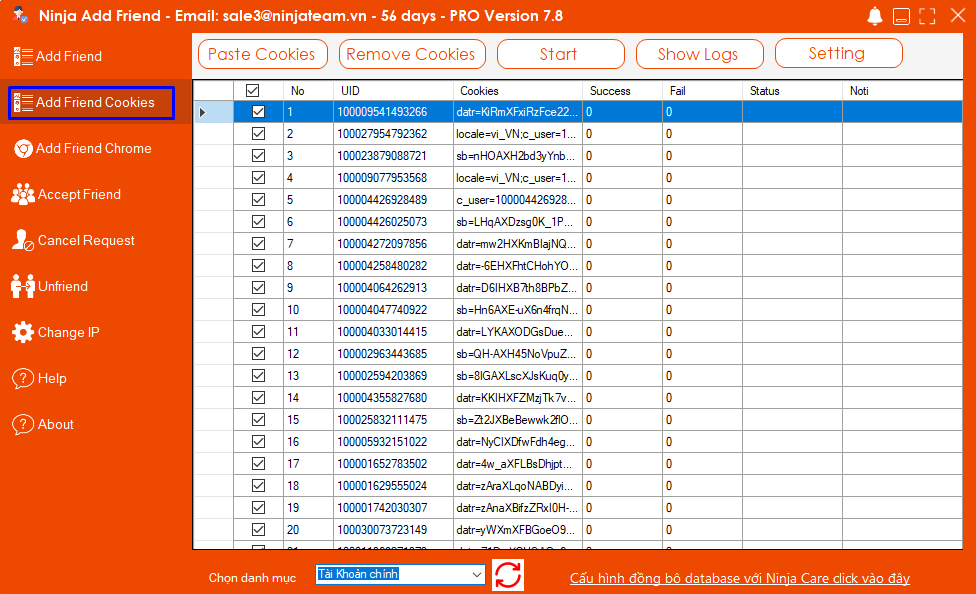 Ninja Add Friend - Email: sale3@ninjateam.vn - 56 days - PRO Version 7.8
Add Friend
Add Friend Cookies
Add Friend Chrome
Accept Friend
Cancel Request
Unfriend
Change IP
Help
About
Paste Cookies Remove Cookies Start Show Logs Setting
No UID Cookies Success Fail Status Noti
1 100009541493266 datr=KiRmXFxiRzFce22... 0 0
2 100027954792362 locale=vi_VN;c_user=1... 0 0
3 100023879088721 sb=nHOAXH2bd3yYnb... 0 0
4 100009077953568 locale=vi_VN;c_user=1... 0 0
5 100004426928489 c_user=100004426928... 0 0
6 100004426025073 sb=LHqAXDzsg0K_1P... 0 0
7 100004272097856 datr=mw2HXKmBIajNQ... 0 0
8 100004258480282 datr=-6EHXFhtCHohYO... 0 0
9 100004064262913 datr=D6IHXB7th8BPbZ... 0 0
10 100004047740922 sb=Hn6AXE-uX6n4frqN... 0 0
11 100004033014415 datr=LYKAXODGsDue... 0 0
12 100002963443685 sb=QH-AXH45NoVpuZ... 0 0
13 100002594203869 sb=8IGAXLscXJsKuq0y... 0 0
14 100004355827680 datr=KKIHXFZMzjTk7v... 0 0
15 100025832111475 sb=Zt2JXBeBewwk2flO... 0 0
16 100005932151022 datr=NyCIXDfwFdh4eg... 0 0
17 100001652783502 datr=4w_aXFLBsDhjpt... 0 0
18 100001629555024 datr=zAraXLqoNABDyi... 0 0
19 100001742030307 datr=zAnaXBifzZRxI0H-... 0 0
20 100030073723149 datr=yWXmXFBGoeO9... 0 0
Chọn danh mục Tài Khoản chính Cấu hình đồng bộ database với Ninja Care click vào đây